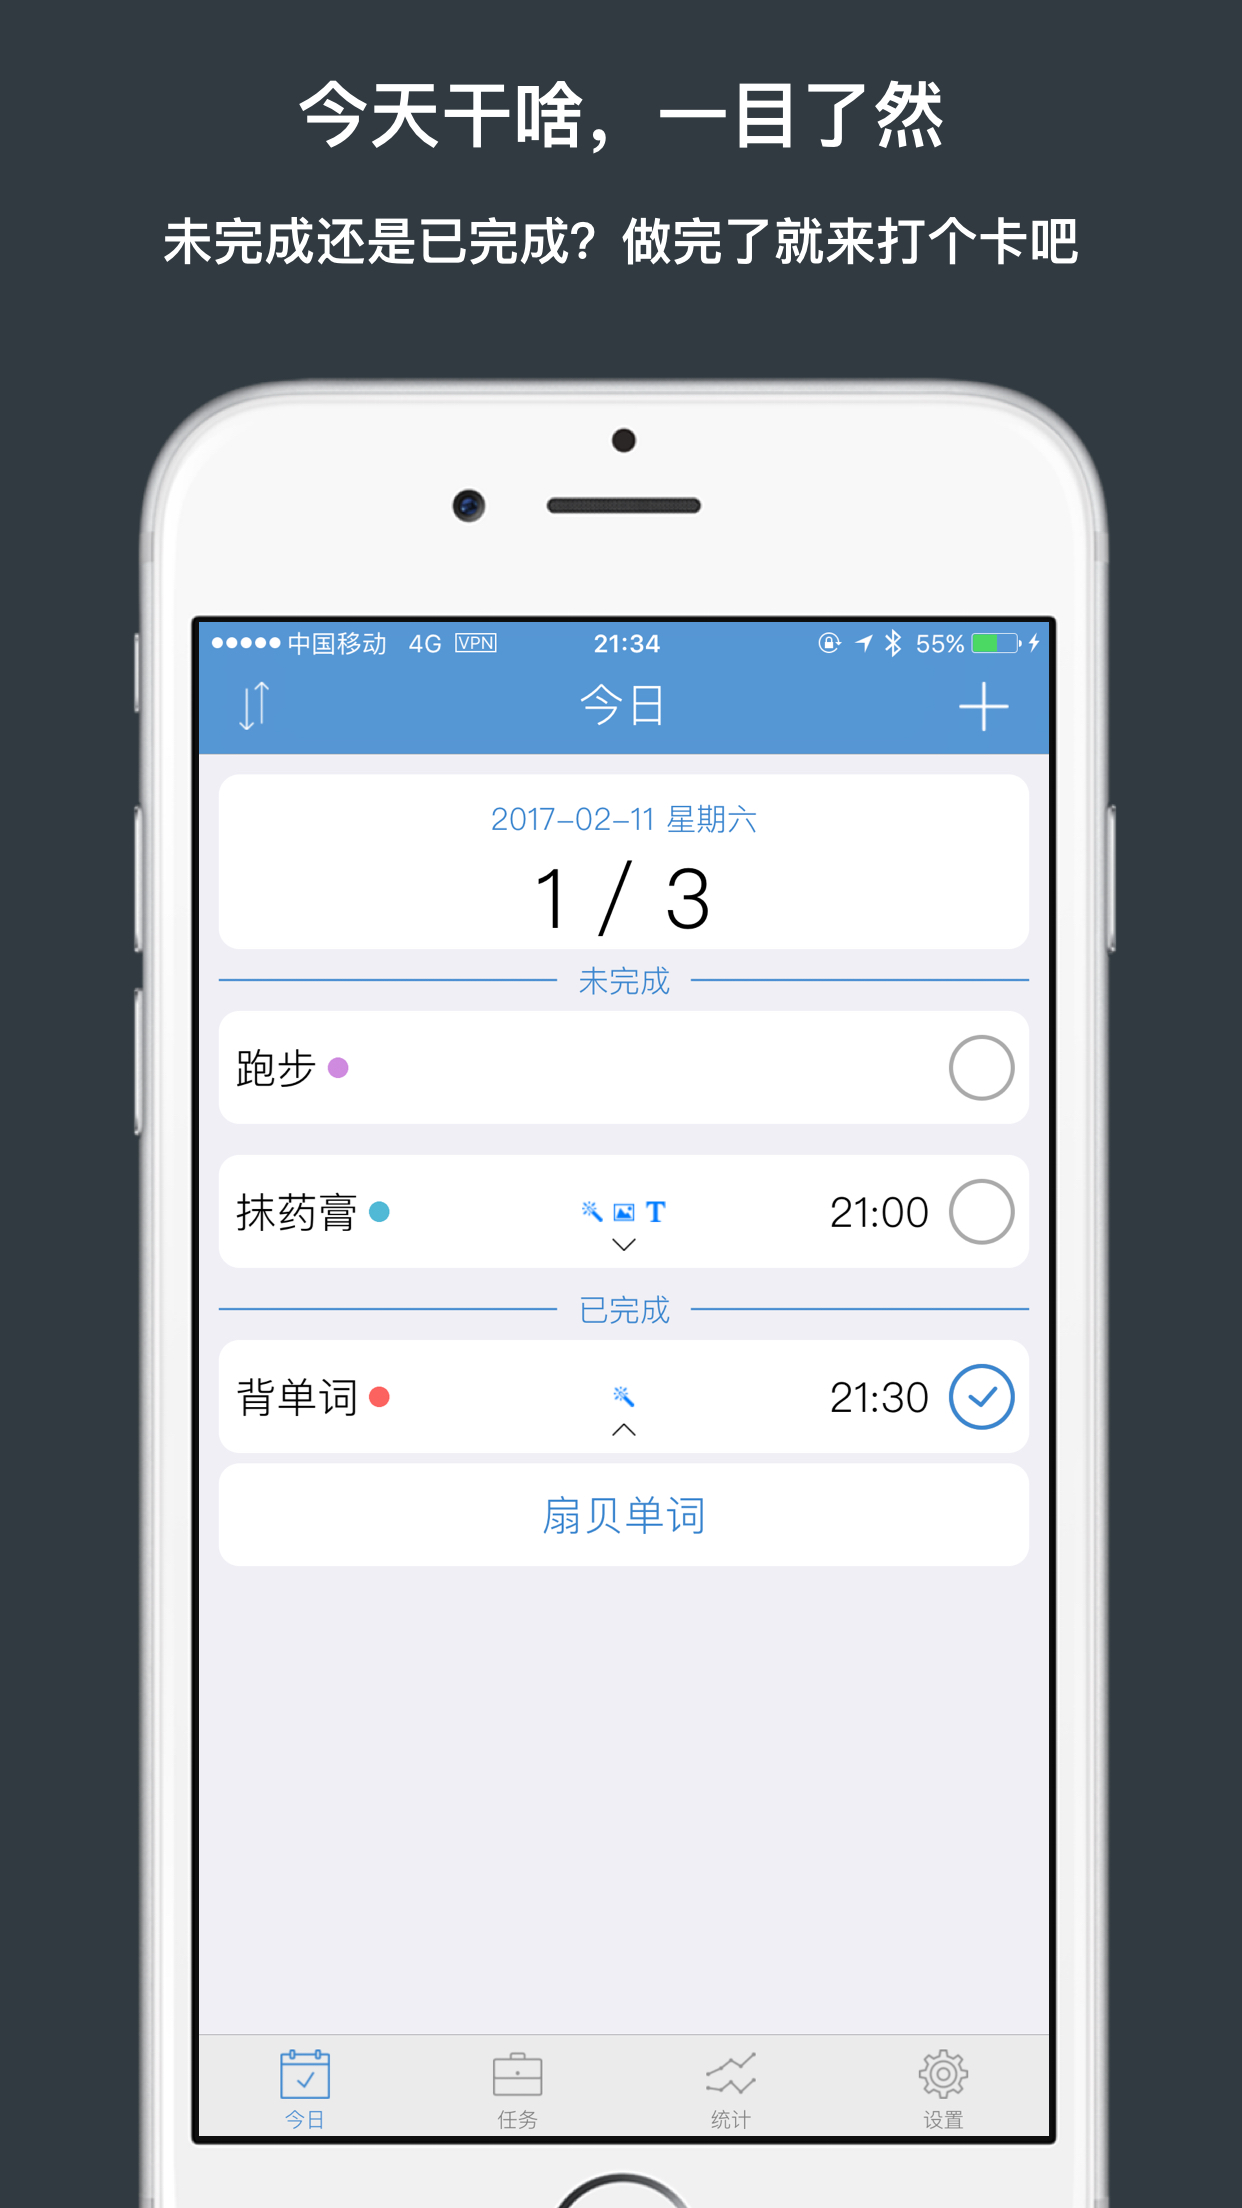 今天干啥，一目了然
未完成还是已完成？做完了就来打个卡吧
中国移动 4G VPN 21:34 55%
今日
2017-02-11 星期六
1 / 3
未完成
跑步
抹药膏 T 21:00
已完成
背单词 21:30
扇贝单词
今日 任务 统计 设置